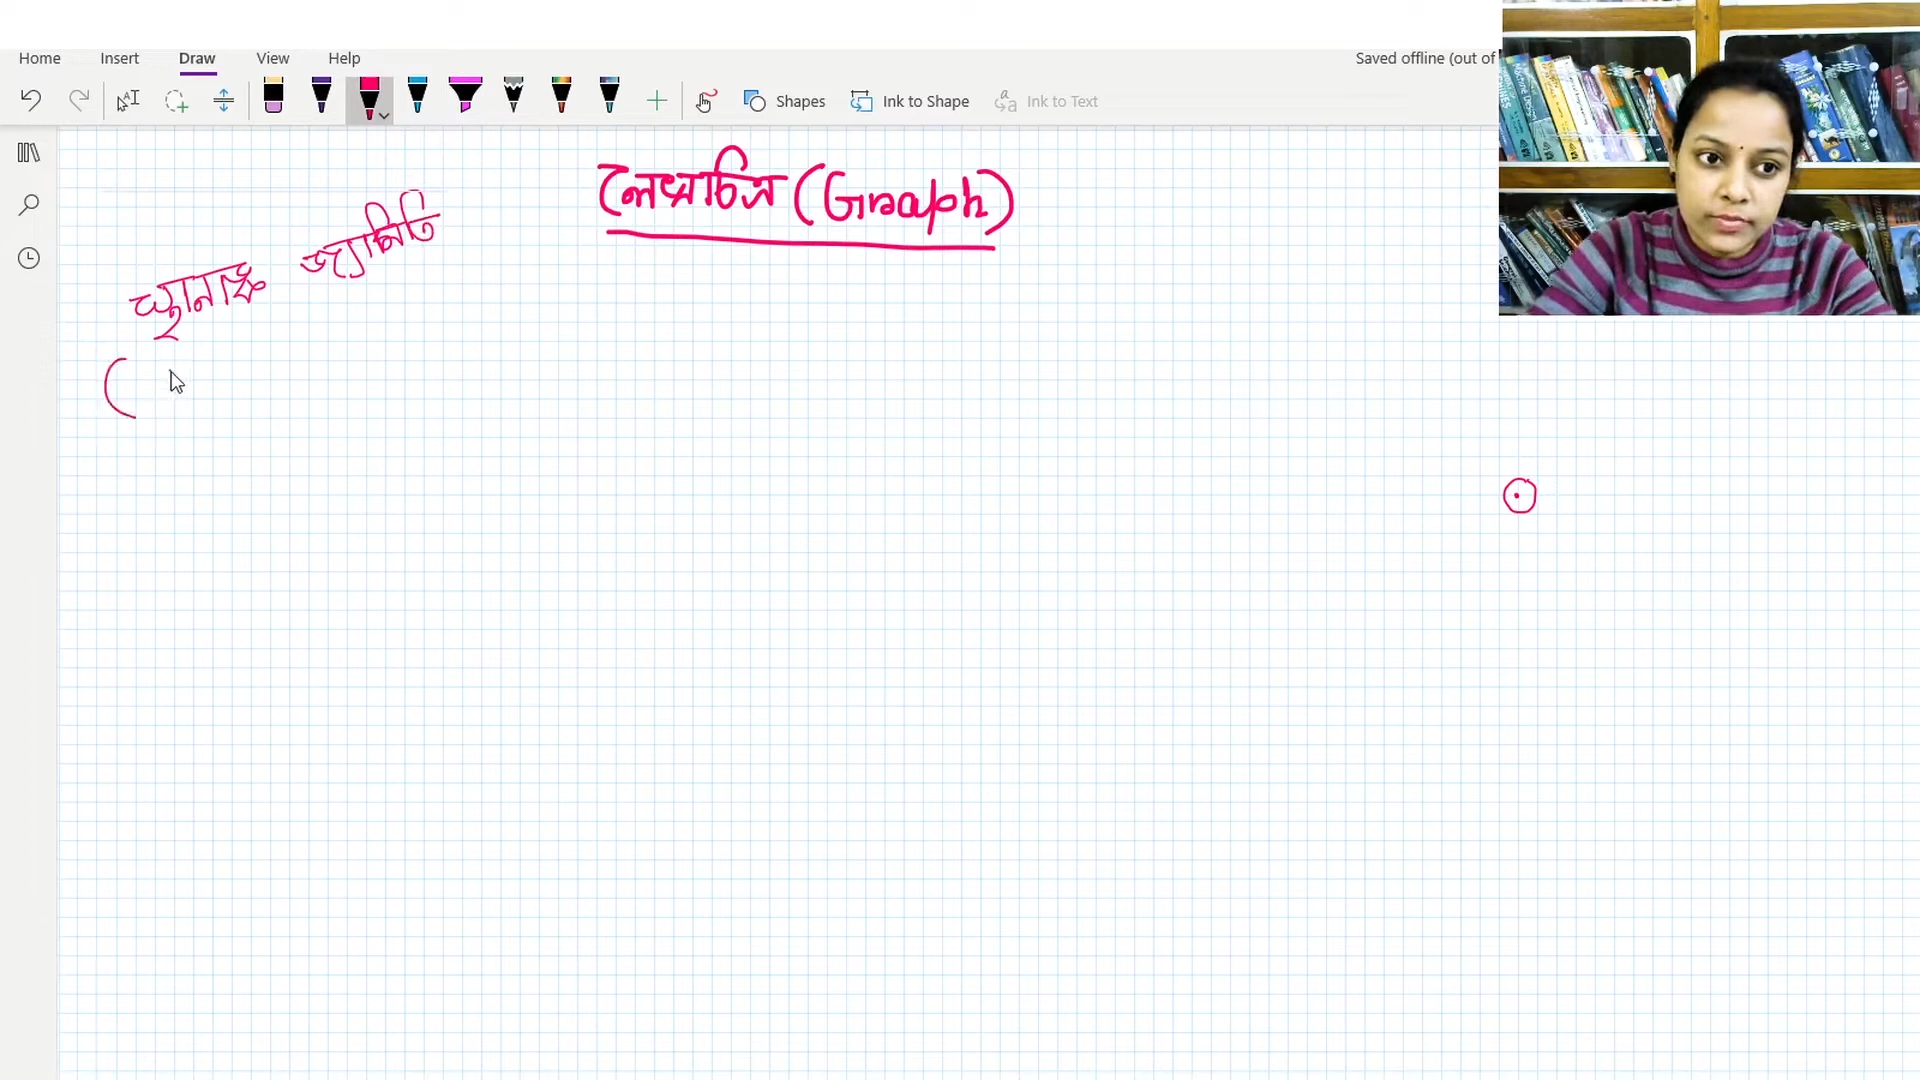 Home Insert Draw View Help Saved offline (out of
Shapes Ink to Shape Ink to Text
লেখচিত্র (Graph)
স্থানাঙ্ক জ্যামিতি
(